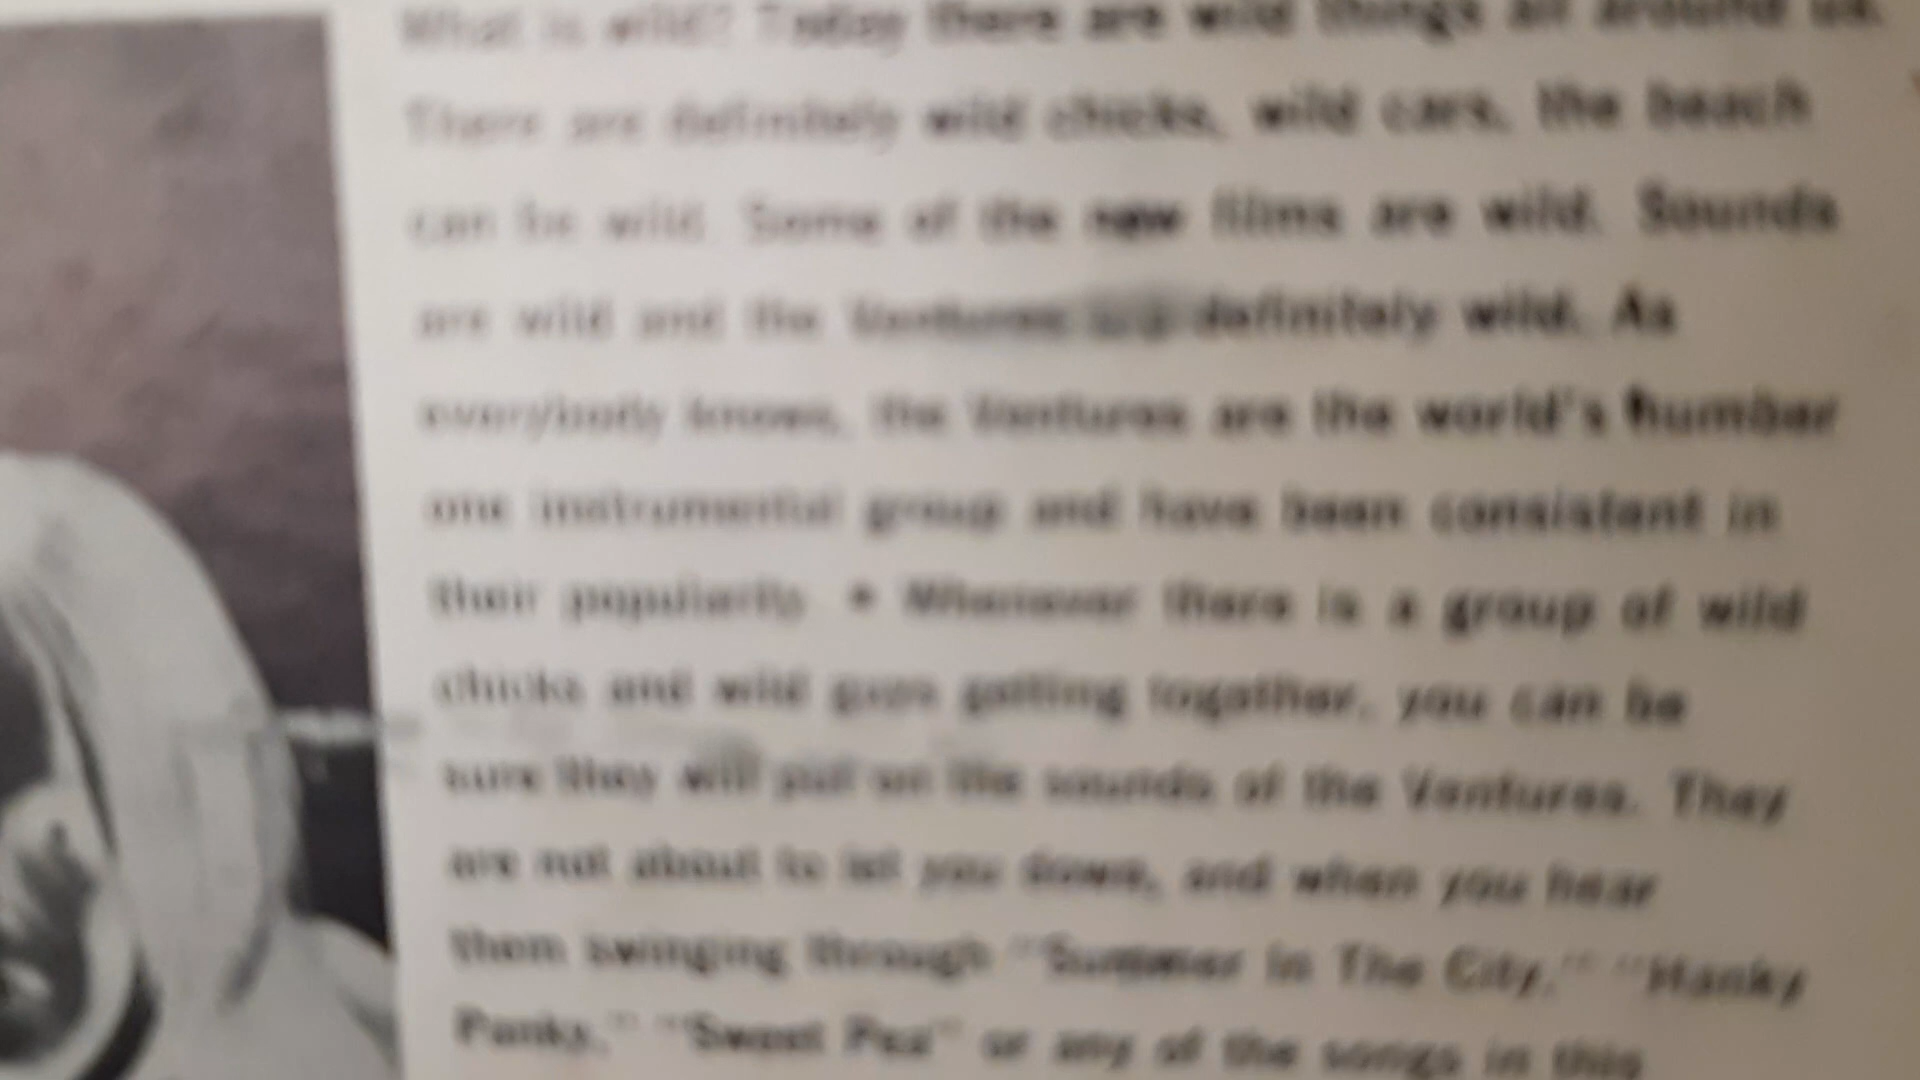 What is wild? Today there are wild things all around us.
There are definitely wild chicks, wild cars, the beach
can be wild. Some of the new films are wild. Sounds
are wild and the Ventures are definitely wild. As
everybody knows, the Ventures are the world's number
one instrumental group and have been consistent in
their popularity. • Whenever there is a group of wild
chicks and wild guys getting together, you can be
sure they will put on the sounds of the Ventures. They
are not about to let you down, and when you hear
them swinging through "Summer in The City," "Hanky
Panky," "Sweet Pea" or any of the songs in this